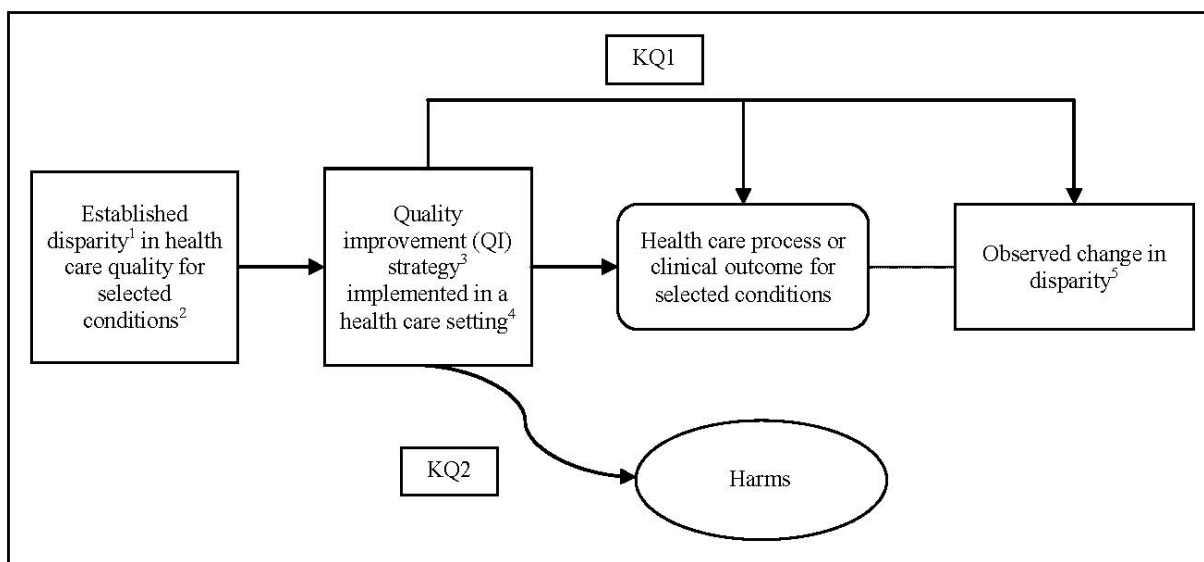 KQ1
Established
disparity¹ in health
care quality for
selected
conditions²
Quality
improvement (QI)
strategy³
implemented in a
health care setting⁴
Health care process or
clinical outcome for
selected conditions
Observed change in
disparity⁵
KQ2
Harms